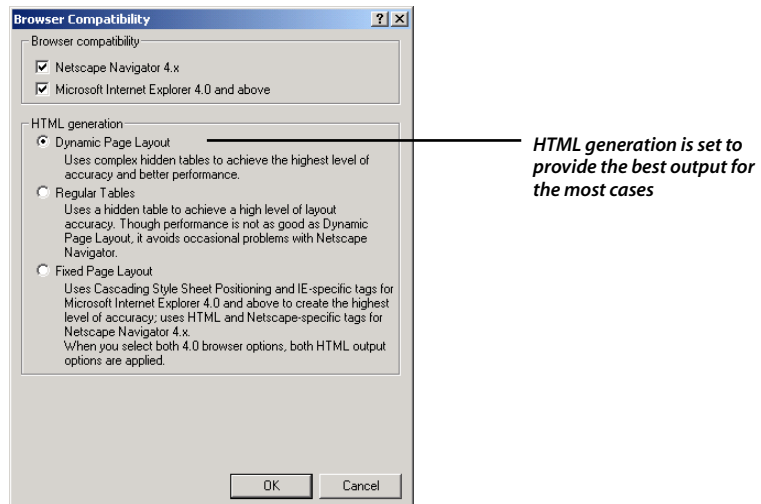 Browser Compatibility
Browser compatibility
Netscape Navigator 4.x
Microsoft Internet Explorer 4.0 and above
HTML generation
Dynamic Page Layout
Uses complex hidden tables to achieve the highest level of
accuracy and better performance.
Regular Tables
Uses a hidden table to achieve a high level of layout
accuracy. Though performance is not as good as Dynamic
Page Layout, it avoids occasional problems with Netscape
Navigator.
Fixed Page Layout
Uses Cascading Style Sheet Positioning and IE-specific tags for
Microsoft Internet Explorer 4.0 and above to create the highest
level of accuracy; uses HTML and Netscape-specific tags for
Netscape Navigator 4.x.
When you select both 4.0 browser options, both HTML output
options are applied.
OK
Cancel
HTML generation is set to
provide the best output for
the most cases